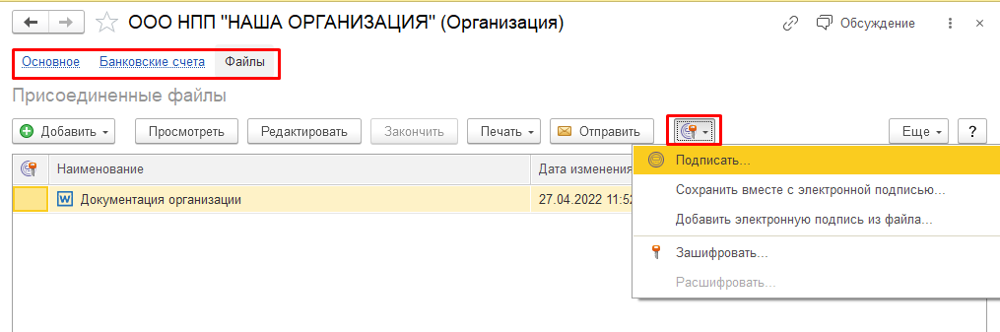 ООО НПП "НАША ОРГАНИЗАЦИЯ" (Организация)
Обсуждение
Основное Банковские счета Файлы
Присоединенные файлы
Добавить Просмотреть Редактировать Закончить Печать Отправить Еще ?
Наименование Дата изменения
Подписать...
Документация организации 27.04.2022 11:52
Сохранить вместе с электронной подписью...
Добавить электронную подпись из файла...
Зашифровать...
Расшифровать...